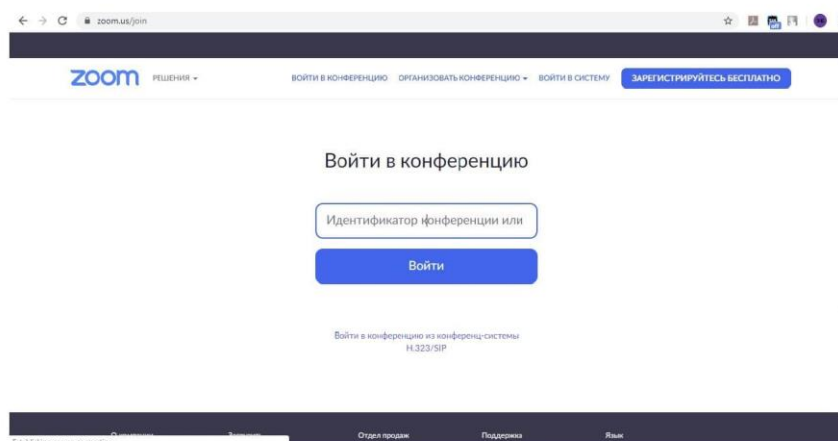 zoom.us/join
zoom РЕШЕНИЯ ВОЙТИ В КОНФЕРЕНЦИЮ ОРГАНИЗОВАТЬ КОНФЕРЕНЦИЮ ВОЙТИ В СИСТЕМУ ЗАРЕГИСТРИРУЙТЕСЬ БЕСПЛАТНО
Войти в конференцию
Идентификатор конференции или
Войти
Войти в конференцию из конференц-системы
H.323/SIP
Отдел продаж Поддержка Язык